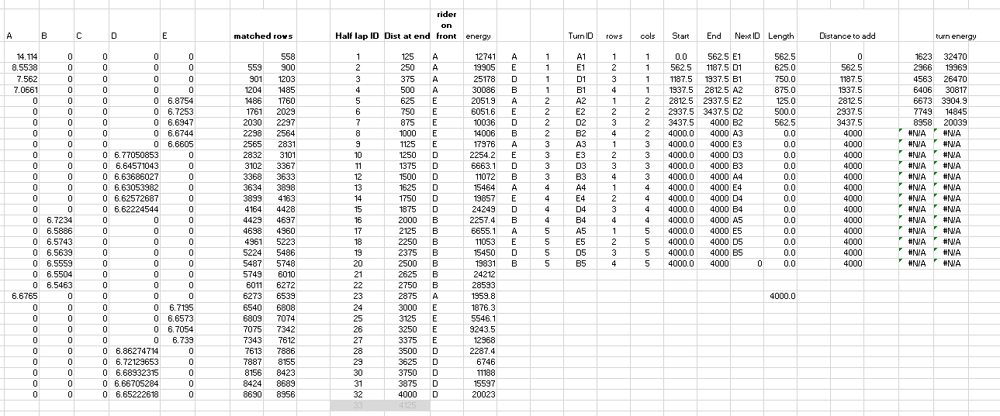 rider
on
A B C D E matched rows Half lap ID Dist at end front energy Turn ID rows cols Start End Next ID Length Distance to add turn energy
14.114 0 0 0 0 558 1 125 A 12741 A 1 A1 1 1 0.0 562.5 E1 562.5 0 1623 32470
8.5538 0 0 0 0 559 900 2 250 A 19905 E 1 E1 2 1 562.5 1187.5 D1 625.0 562.5 2966 19969
7.562 0 0 0 0 901 1203 3 375 A 25178 D 1 D1 3 1 1187.5 1937.5 B1 750.0 1187.5 4563 26470
7.0661 0 0 0 0 1204 1485 4 500 A 30086 B 1 B1 4 1 1937.5 2812.5 A2 875.0 1937.5 6406 30817
0 0 0 0 6.8754 1486 1760 5 625 E 2051.9 A 2 A2 1 2 2812.5 2937.5 E2 125.0 2812.5 6673 3904.9
0 0 0 0 6.7253 1761 2029 6 750 E 6051.6 E 2 E2 2 2 2937.5 3437.5 D2 500.0 2937.5 7749 14845
0 0 0 0 6.6947 2030 2297 7 875 E 10036 D 2 D2 3 2 3437.5 4000 B2 562.5 3437.5 8958 20039
0 0 0 0 6.6744 2298 2564 8 1000 E 14006 B 2 B2 4 2 4000.0 4000 A3 0.0 4000 #N/A #N/A
0 0 0 0 6.6605 2565 2831 9 1125 E 17976 A 3 A3 1 3 4000.0 4000 E3 0.0 4000 #N/A #N/A
0 0 0 6.77050853 0 2832 3101 10 1250 D 2254.2 E 3 E3 2 3 4000.0 4000 D3 0.0 4000 #N/A #N/A
0 0 0 6.64571043 0 3102 3367 11 1375 D 6663.1 D 3 D3 3 3 4000.0 4000 B3 0.0 4000 #N/A #N/A
0 0 0 6.63686027 0 3368 3633 12 1500 D 11072 B 3 B3 4 3 4000.0 4000 A4 0.0 4000 #N/A #N/A
0 0 0 6.63053982 0 3634 3898 13 1625 D 15464 A 4 A4 1 4 4000.0 4000 E4 0.0 4000 #N/A #N/A
0 0 0 6.62572687 0 3899 4163 14 1750 D 19857 E 4 E4 2 4 4000.0 4000 D4 0.0 4000 #N/A #N/A
0 0 0 6.62224544 0 4164 4428 15 1875 D 24249 D 4 D4 3 4 4000.0 4000 B4 0.0 4000 #N/A #N/A
0 6.7234 0 0 0 4429 4697 16 2000 B 2257.4 B 4 B4 4 4 4000.0 4000 A5 0.0 4000 #N/A #N/A
0 6.5886 0 0 0 4698 4960 17 2125 B 6655.1 A 5 A5 1 5 4000.0 4000 E5 0.0 4000 #N/A #N/A
0 6.5743 0 0 0 4961 5223 18 2250 B 11053 E 5 E5 2 5 4000.0 4000 D5 0.0 4000 #N/A #N/A
0 6.5639 0 0 0 5224 5486 19 2375 B 15450 D 5 D5 3 5 4000.0 4000 B5 0.0 4000 #N/A #N/A
0 6.5559 0 0 0 5487 5748 20 2500 B 19831 B 5 B5 4 5 4000.0 4000 0 0.0 4000 #N/A #N/A
0 6.5504 0 0 0 5749 6010 21 2625 B 24212
0 6.5463 0 0 0 6011 6272 22 2750 B 28593
6.6765 0 0 0 0 6273 6539 23 2875 A 1959.8 4000.0
0 0 0 0 6.7195 6540 6808 24 3000 E 1876.3
0 0 0 0 6.6573 6809 7074 25 3125 E 5546.1
0 0 0 0 6.7054 7075 7342 26 3250 E 9243.5
0 0 0 0 6.739 7343 7612 27 3375 E 12968
0 0 0 6.86274714 0 7613 7886 28 3500 D 2287.4
0 0 0 6.72129653 0 7887 8155 29 3625 D 6746
0 0 0 6.68932315 0 8156 8423 30 3750 D 11188
0 0 0 6.66705284 0 8424 8689 31 3875 D 15597
0 0 0 6.65222618 0 8690 8956 32 4000 D 20023
33 4125